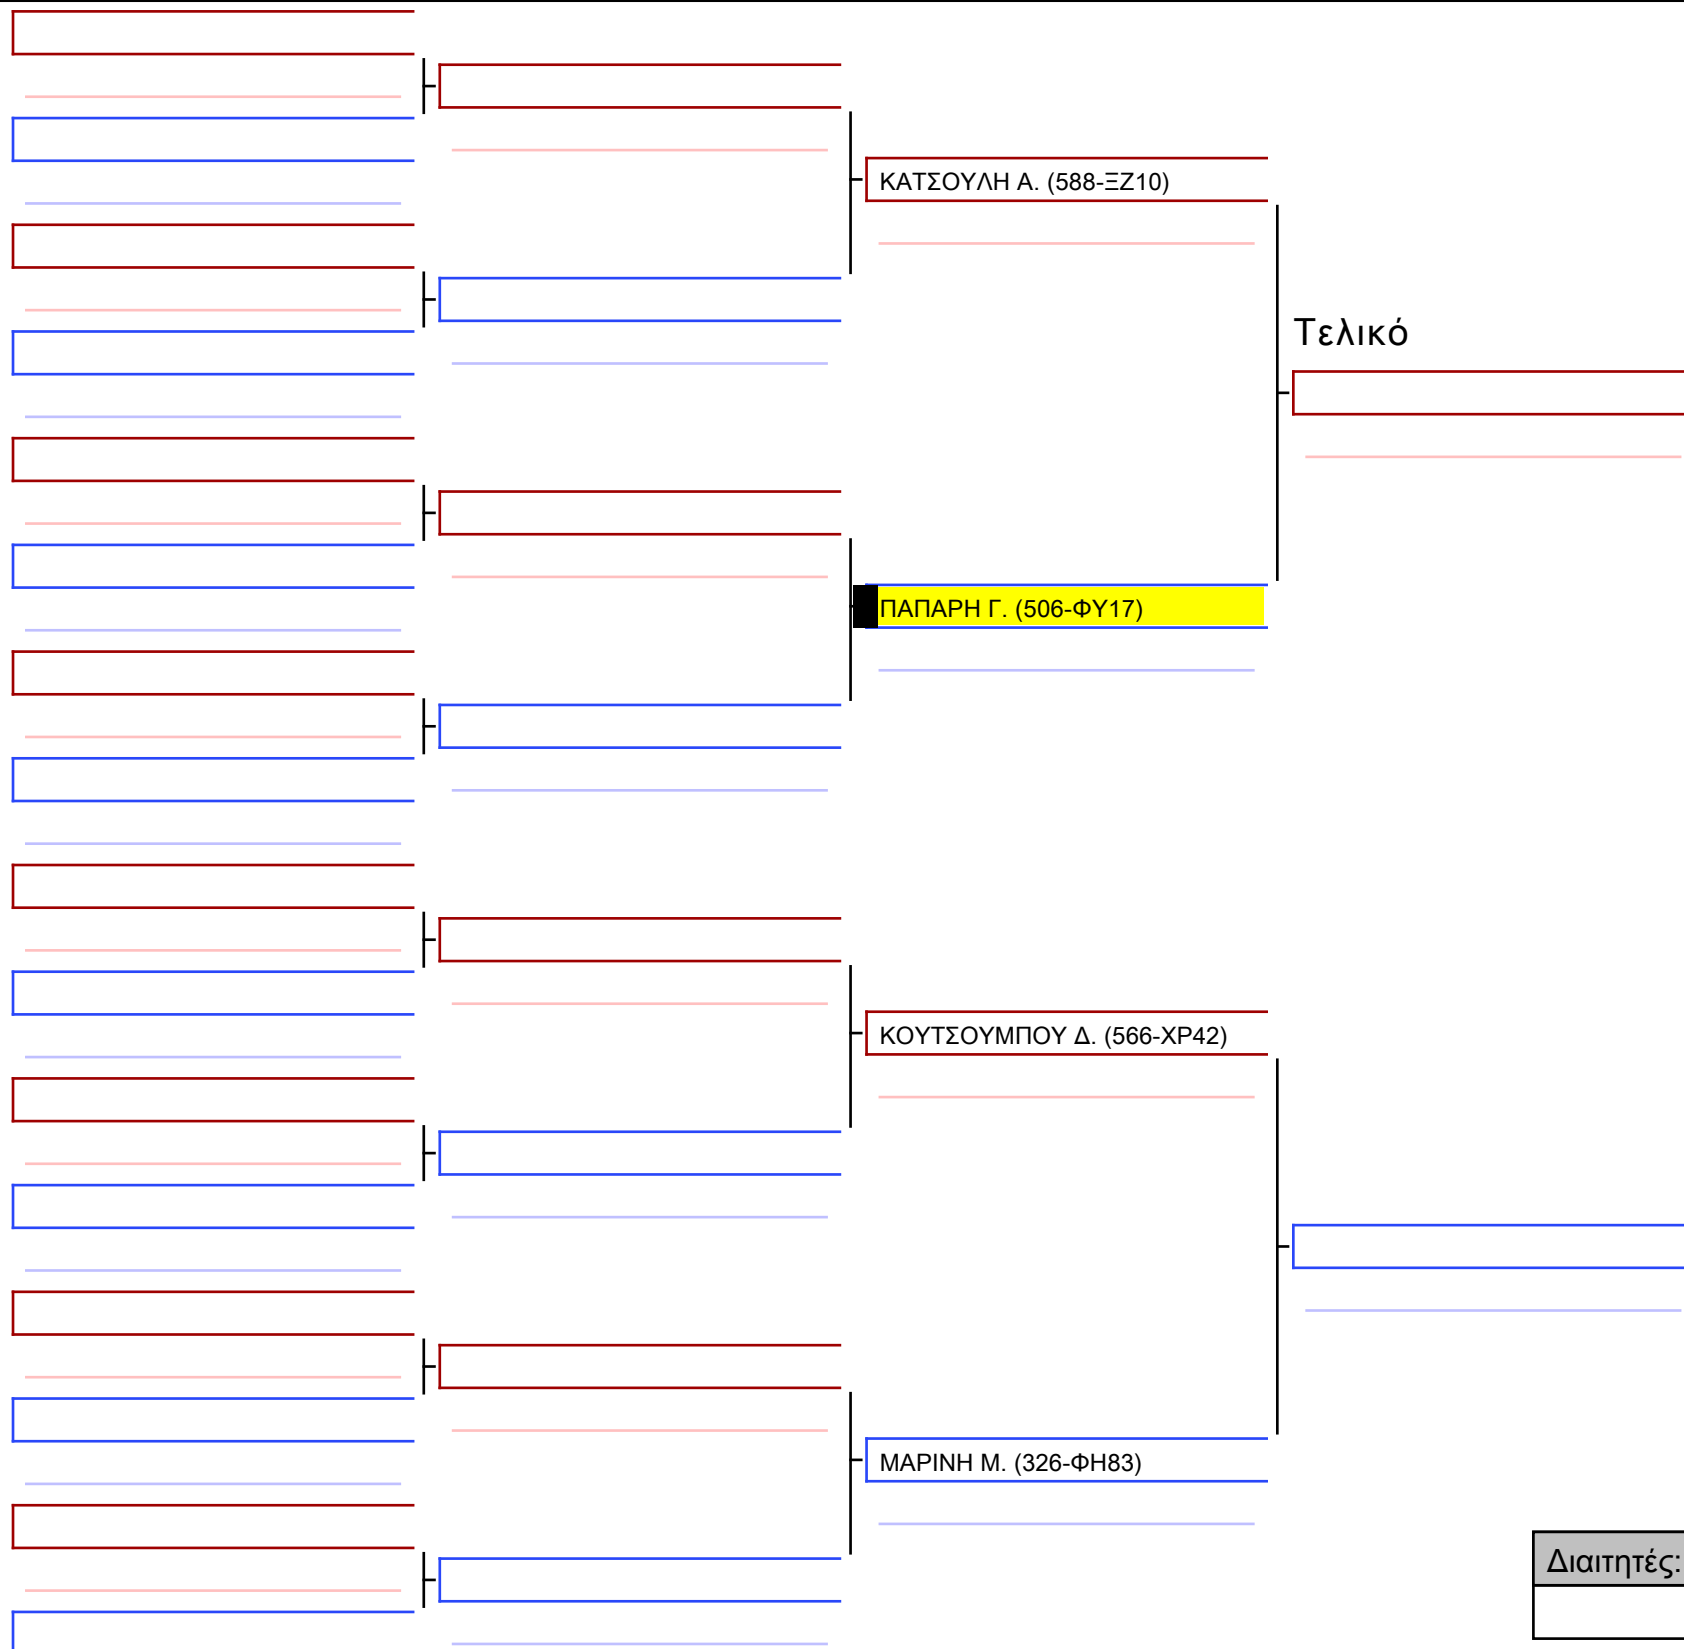 ΚΑΤΣΟΥΛΗ Α. (588-ΞΖ10)
Τελικό
ΠΑΠΑΡΗ Γ. (506-ΦΥ17)
ΚΟΥΤΣΟΥΜΠΟΥ Δ. (566-ΧΡ42)
ΜΑΡΙΝΗ Μ. (326-ΦΗ83)
Διαιτητές: